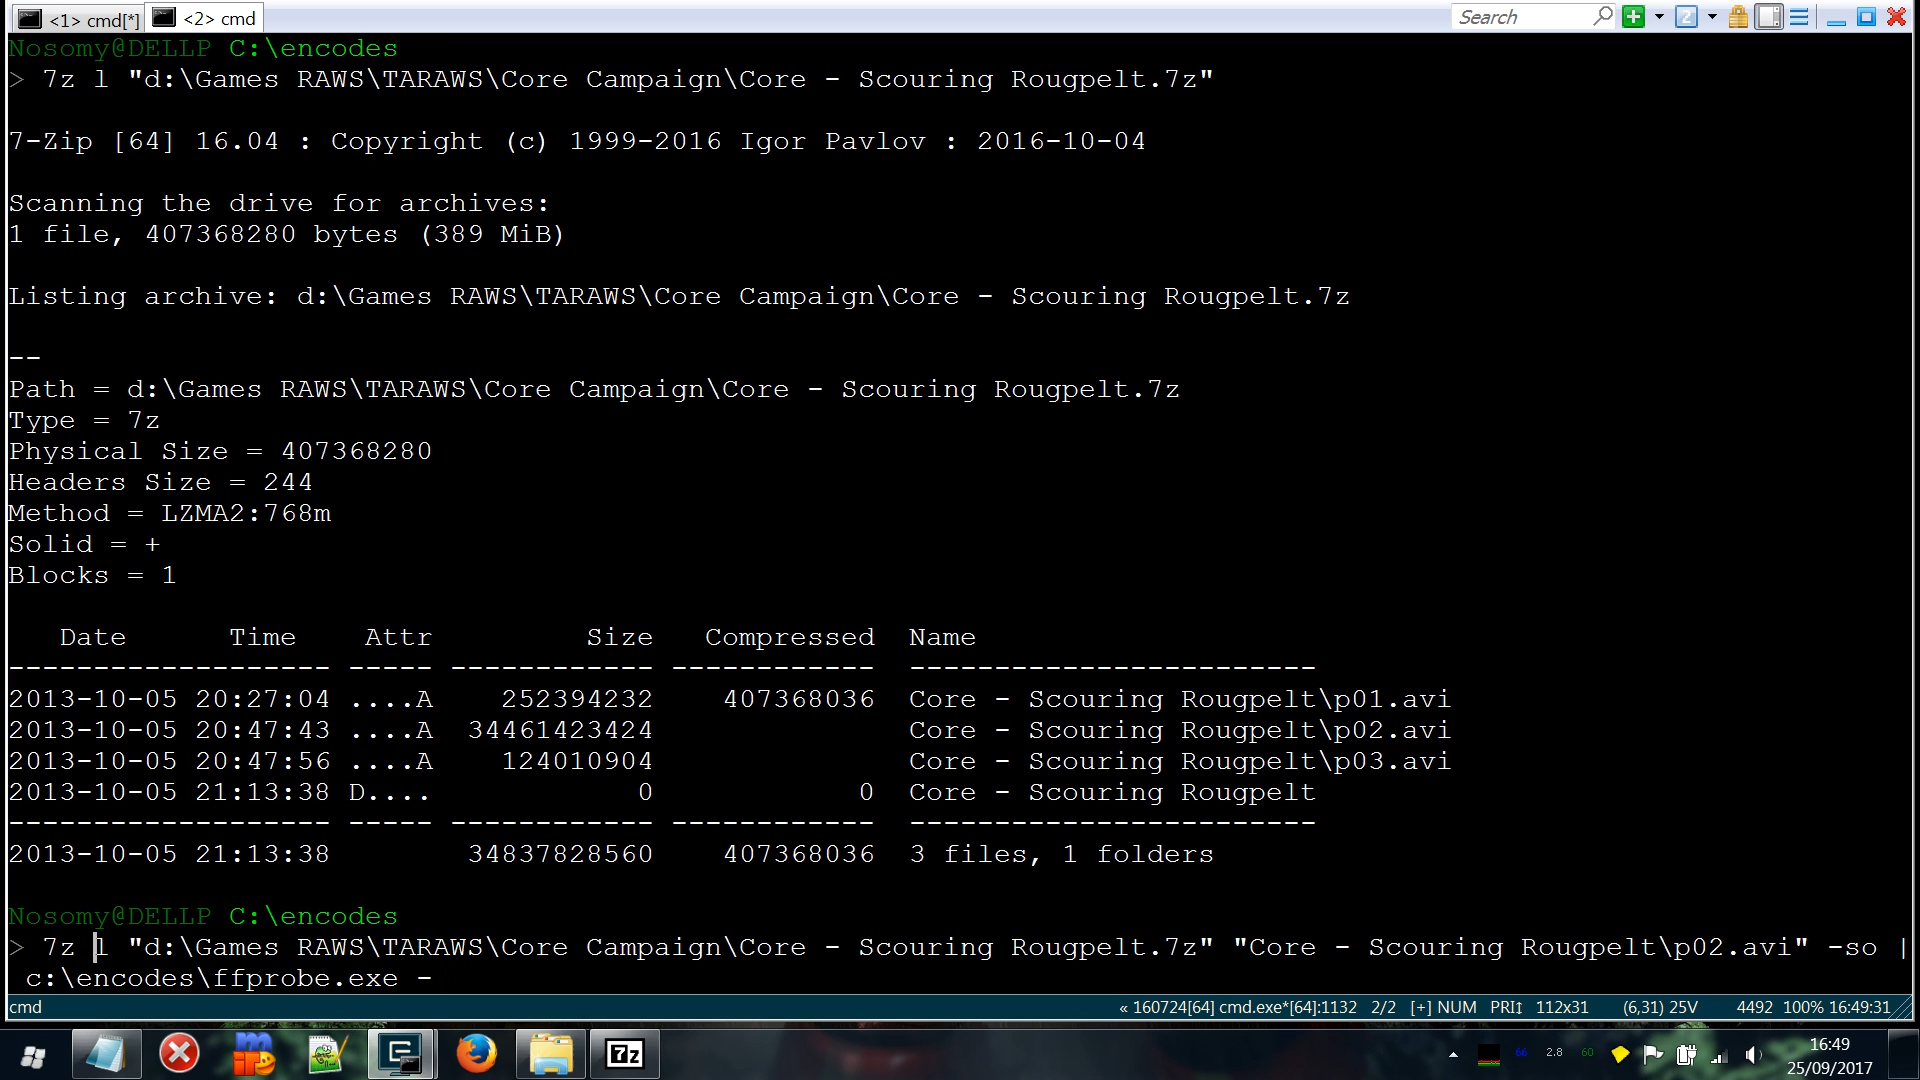 <1> cmd[*]
<2> cmd
Search
2
Nosomy@DELLP C:\encodes
> 7z l "d:\Games RAWS\TARAWS\Core Campaign\Core - Scouring Rougpelt.7z"
7-Zip [64] 16.04 : Copyright (c) 1999-2016 Igor Pavlov : 2016-10-04
Scanning the drive for archives:
1 file, 407368280 bytes (389 MiB)
Listing archive: d:\Games RAWS\TARAWS\Core Campaign\Core - Scouring Rougpelt.7z
--
Path = d:\Games RAWS\TARAWS\Core Campaign\Core - Scouring Rougpelt.7z
Type = 7z
Physical Size = 407368280
Headers Size = 244
Method = LZMA2:768m
Solid = +
Blocks = 1
   Date      Time    Attr         Size   Compressed  Name
------------------- ----- ------------ ------------  ------------------------
2013-10-05 20:27:04 ....A    252394232    407368036  Core - Scouring Rougpelt\p01.avi
2013-10-05 20:47:43 ....A  34461423424               Core - Scouring Rougpelt\p02.avi
2013-10-05 20:47:56 ....A    124010904               Core - Scouring Rougpelt\p03.avi
2013-10-05 21:13:38 D....            0            0  Core - Scouring Rougpelt
------------------- ----- ------------ ------------  ------------------------
2013-10-05 21:13:38        34837828560    407368036  3 files, 1 folders
Nosomy@DELLP C:\encodes
> 7z l "d:\Games RAWS\TARAWS\Core Campaign\Core - Scouring Rougpelt.7z" "Core - Scouring Rougpelt\p02.avi" -so |
 c:\encodes\ffprobe.exe -
cmd « 160724[64] cmd.exe*[64]:1132 2/2 [+] NUM PRI↕ 112x31 (6,31) 25V 4492 100% 16:49:31
7z
66 2.8 60
16:49
25/09/2017